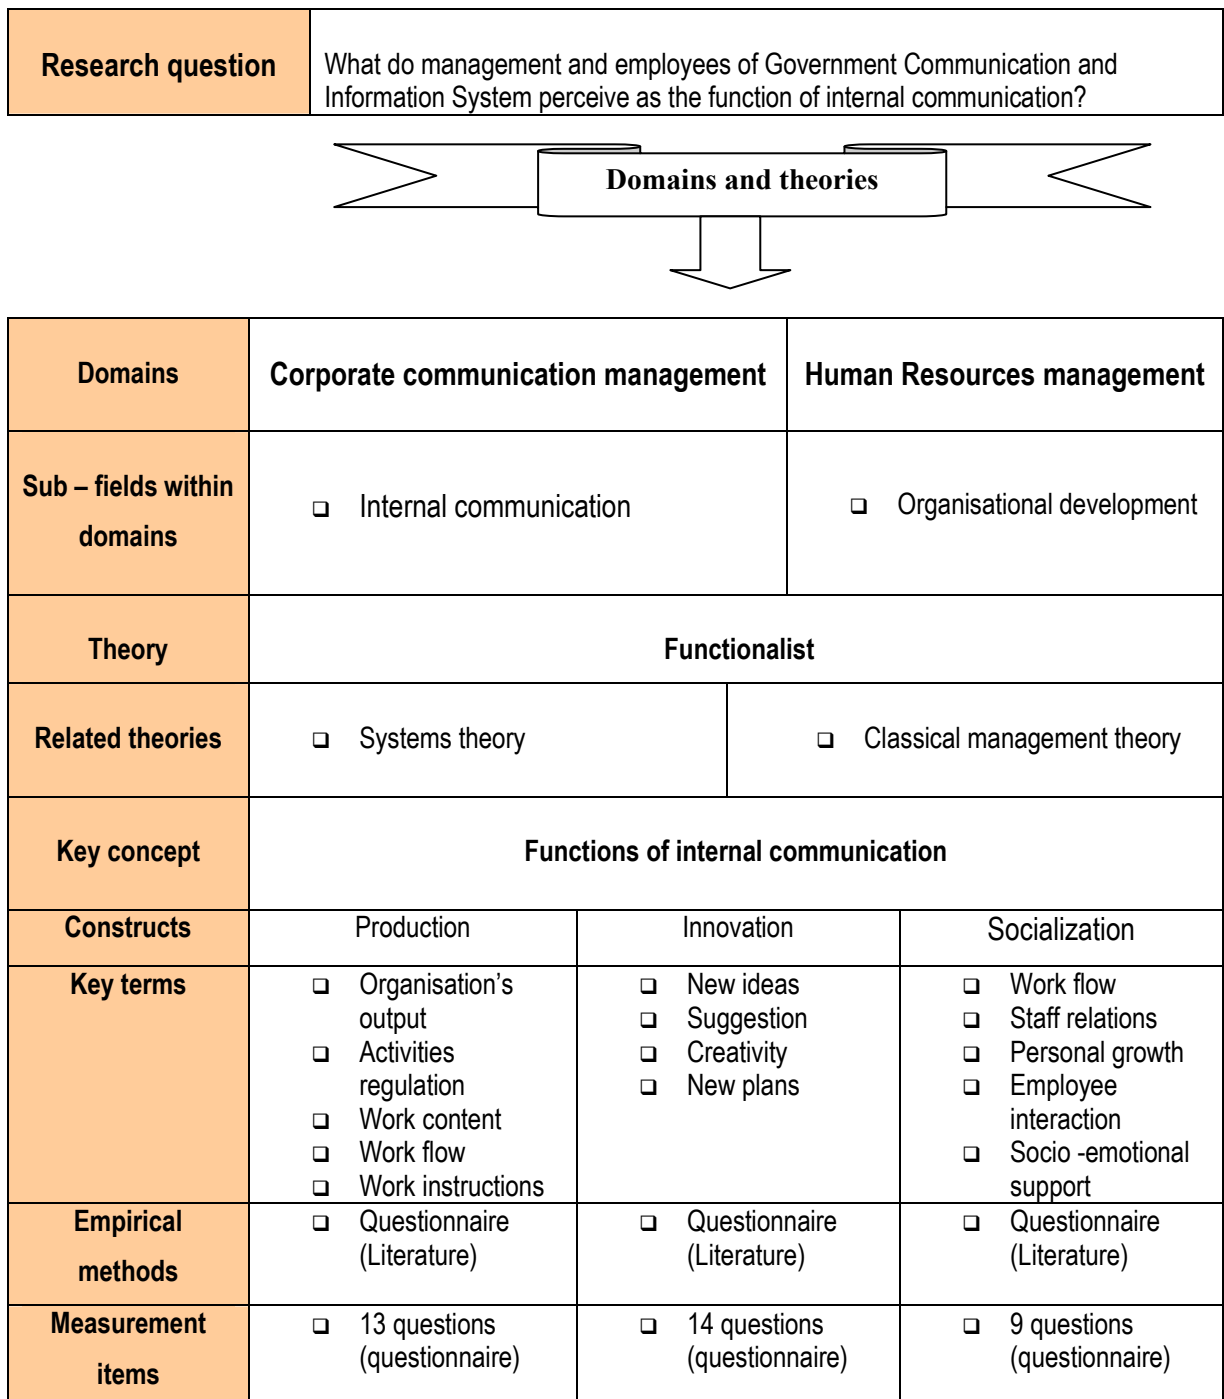 Research question
What do management and employees of Government Communication and
Information System perceive as the function of internal communication?
Domains and theories
Domains
Corporate communication management
Human Resources management
Sub – fields within
domains
Internal communication
Organisational development
Theory
Functionalist
Related theories
Systems theory
Classical management theory
Key concept
Functions of internal communication
Constructs
Production
Innovation
Socialization
Key terms
Organisation’s
output
Activities
regulation
Work content
Work flow
Work instructions
New ideas
Suggestion
Creativity
New plans
Work flow
Staff relations
Personal growth
Employee
interaction
Socio -emotional
support
Empirical
methods
Questionnaire
(Literature)
Questionnaire
(Literature)
Questionnaire
(Literature)
Measurement
items
13 questions
(questionnaire)
14 questions
(questionnaire)
9 questions
(questionnaire)